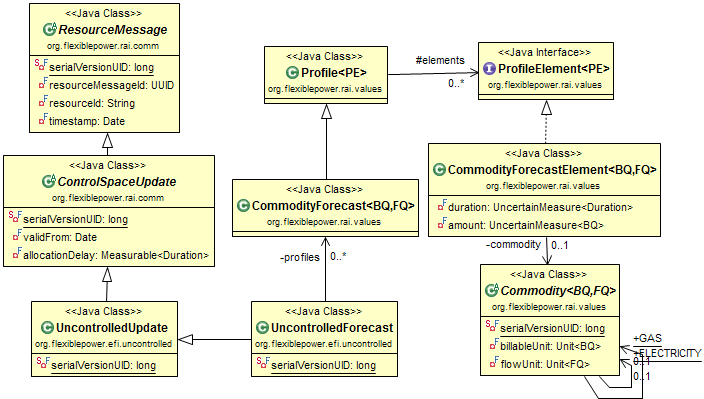 <<Java Class>>
ResourceMessage
org.flexiblepower.rai.comm
serialVersionUID: long
resourceMessageId: UUID
resourceId: String
timestamp: Date
<<Java Class>>
Profile<PE>
org.flexiblepower.rai.values
#elements
0..*
<<Java Interface>>
ProfileElement<PE>
org.flexiblepower.rai.values
<<Java Class>>
ControlSpaceUpdate
org.flexiblepower.rai.comm
serialVersionUID: long
validFrom: Date
allocationDelay: Measurable<Duration>
<<Java Class>>
CommodityForecast<BQ,FQ>
org.flexiblepower.rai.values
<<Java Class>>
CommodityForecastElement<BQ,FQ>
org.flexiblepower.rai.values
duration: UncertainMeasure<Duration>
amount: UncertainMeasure<BQ>
-profiles
0..*
-commodity
0..1
<<Java Class>>
UncontrolledUpdate
org.flexiblepower.efi.uncontrolled
serialVersionUID: long
<<Java Class>>
UncontrolledForecast
org.flexiblepower.efi.uncontrolled
serialVersionUID: long
<<Java Class>>
Commodity<BQ,FQ>
org.flexiblepower.rai.values
serialVersionUID: long
billableUnit: Unit<BQ>
flowUnit: Unit<FQ>
+GAS
+ELECTRICITY
0..1
0..1